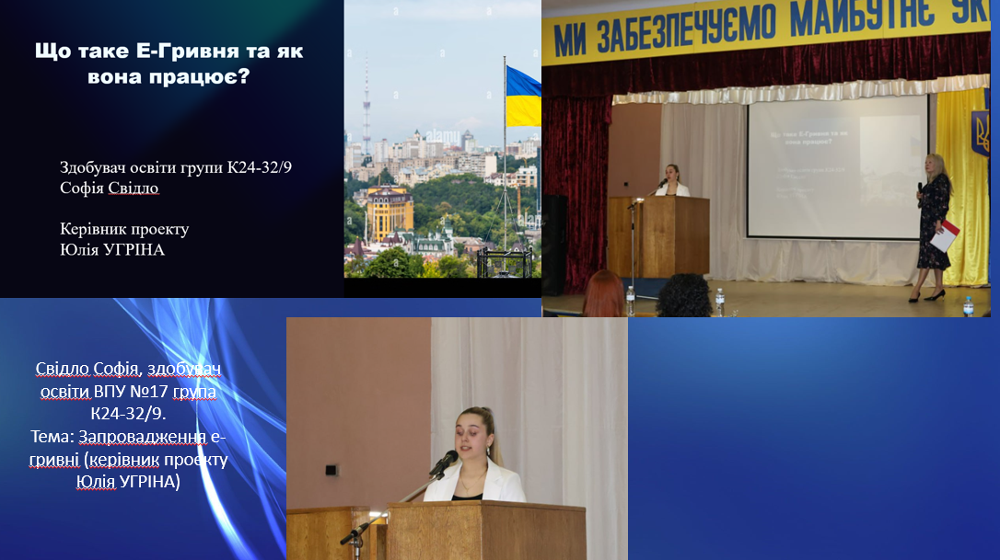 Що таке Е-Гривня та як
вона працює?
Здобувач освіти групи К24-32/9
Софія Свідло
Керівник проекту
Юлія УГРІНА
alamy
МИ ЗАБЕЗПЕЧУЄМО МАЙБУТНЄ УК
Що таке Е-Гривня та як
вона працює?
Свідло Софія, здобувач
освіти ВПУ №17 група
К24-32/9.
Тема: Запровадження е-
гривні (керівник проекту
Юлія УГРІНА)